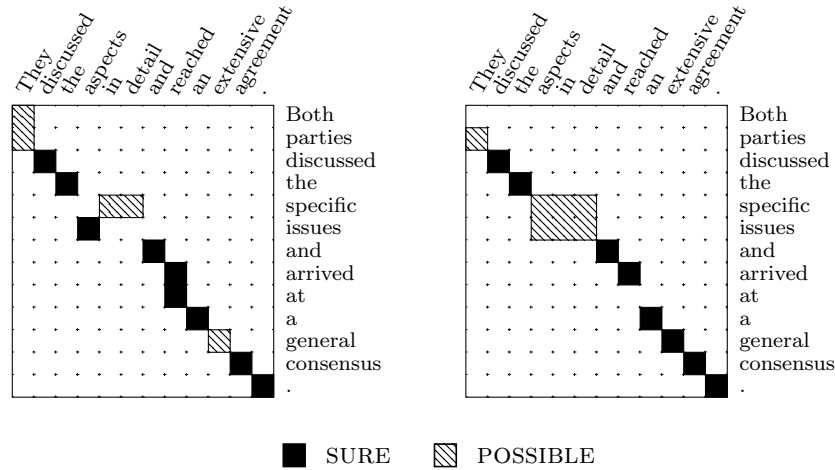 They discussed the aspects in detail and reached an extensive agreement .
Both
parties
discussed
the
specific
issues
and
arrived
at
a
general
consensus
.
They discussed the aspects in detail and reached an extensive agreement .
Both
parties
discussed
the
specific
issues
and
arrived
at
a
general
consensus
.
SURE POSSIBLE